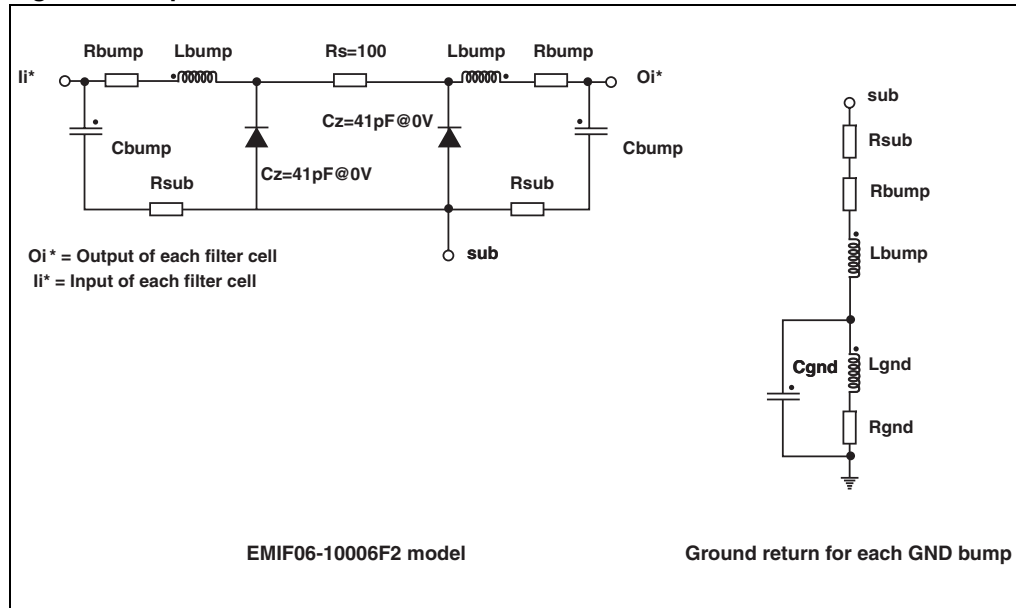 Rbump Lbump Rs=100 Lbump Rbump
Ii* Oi*
Cz=41pF@0V
Cbump Cbump
Cz=41pF@0V
Rsub Rsub
sub
Oi* = Output of each filter cell
Ii* = Input of each filter cell
sub
Rsub
Rbump
Lbump
Cgnd Lgnd
Rgnd
EMIF06-10006F2 model
Ground return for each GND bump